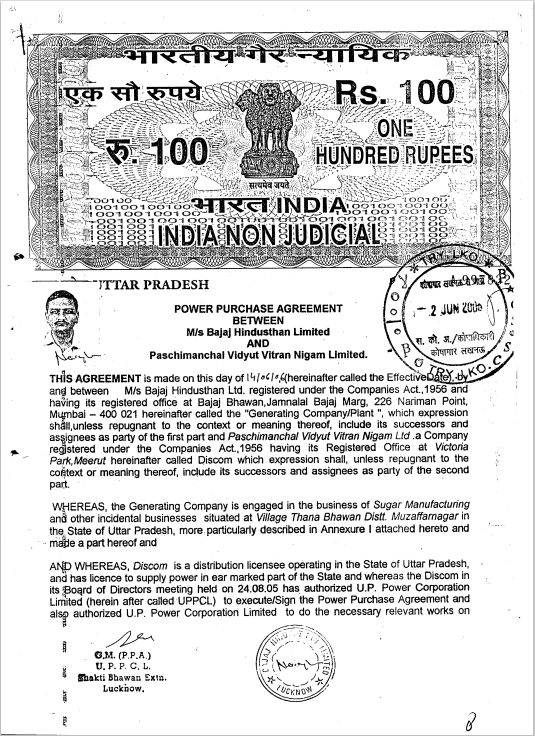 भारतीय गैर न्यायिक
एक सौ रुपये
Rs. 100
रु. 100
ONE
HUNDRED RUPEES
सत्यमेव जयते
भारत INDIA
INDIA NON JUDICIAL
UTTAR PRADESH
TRY. LKO.
2 JUN 2006
कोषागार लखनऊ
TRY. LKO.
POWER PURCHASE AGREEMENT
BETWEEN
M/s Bajaj Hindusthan Limited
AND
Paschimanchal Vidyut Vitran Nigam Limited.
THIS AGREEMENT is made on this day of 14/06/06 (hereinafter called the EffectiveDate), by
and between M/s Bajaj Hindusthan Ltd. registered under the Companies Act.,1956 and
having its registered office at Bajaj Bhawan,Jamnalal Bajaj Marg, 226 Nariman Point,
Mumbai – 400 021 hereinafter called the "Generating Company/Plant ", which expression
shall,unless repugnant to the context or meaning thereof, include its successors and
assignees as party of the first part and Paschimanchal Vidyut Vitran Nigam Ltd .a Company
registered under the Companies Act.,1956 having its Registered Office at Victoria
Park,Meerut hereinafter called Discom which expression shall, unless repugnant to the
context or meaning thereof, include its successors and assignees as party of the second
part.
WHEREAS, the Generating Company is engaged in the business of Sugar Manufacturing
and other incidental businesses situated at Village Thana Bhawan Distt. Muzaffarnagar in
the State of Uttar Pradesh, more particularly described in Annexure I attached hereto and
made a part hereof and
AND WHEREAS, Discom is a distribution licensee operating in the State of Uttar Pradesh,
and has licence to supply power in ear marked part of the State and whereas the Discom in
its Board of Directors meeting held on 24.08.05 has authorized U.P. Power Corporation
Limited (herein after called UPPCL) to execute/Sign the Power Purchase Agreement and
also authorized U.P. Power Corporation Limited to do the necessary relevant works on
G.M. (P.P.A.)
U. P. P. C. L.
Shakti Bhawan Extn.
Lucknow.
LUCKNOW